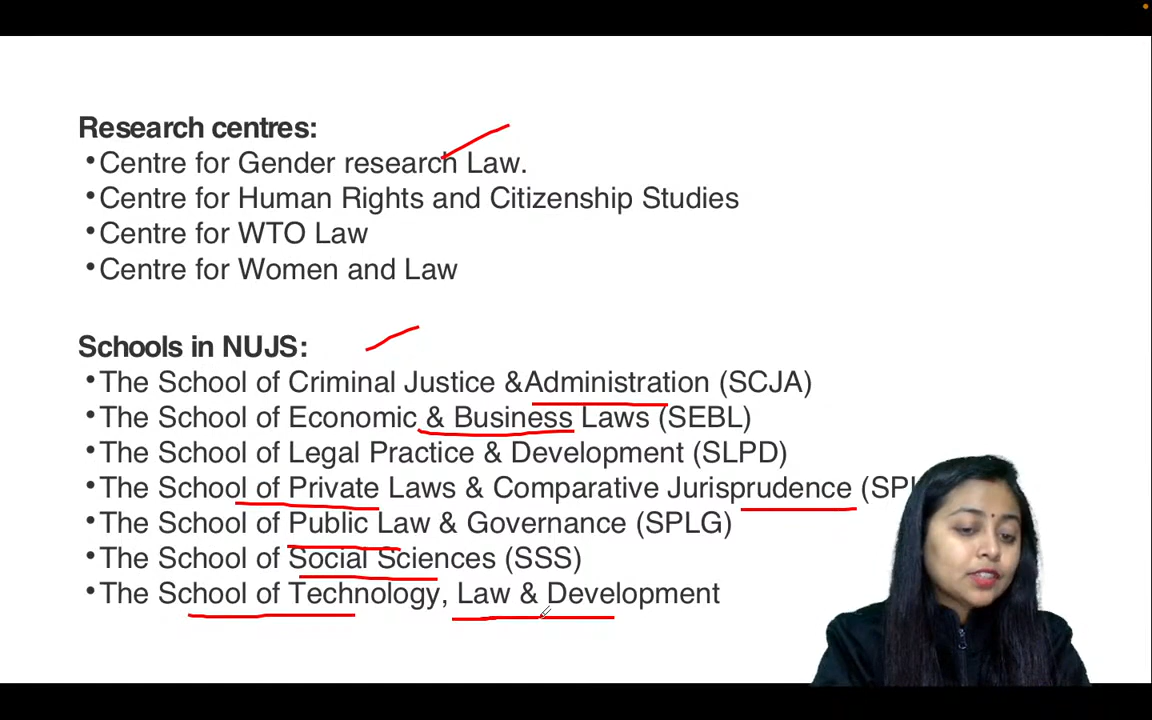 Research centres:
•Centre for Gender research Law.
•Centre for Human Rights and Citizenship Studies
•Centre for WTO Law
•Centre for Women and Law
Schools in NUJS:
•The School of Criminal Justice &Administration (SCJA)
•The School of Economic & Business Laws (SEBL)
•The School of Legal Practice & Development (SLPD)
•The School of Private Laws & Comparative Jurisprudence
•The School of Public Law & Governance (SPLG)
•The School of Social Sciences (SSS)
•The School of Technology, Law & Development